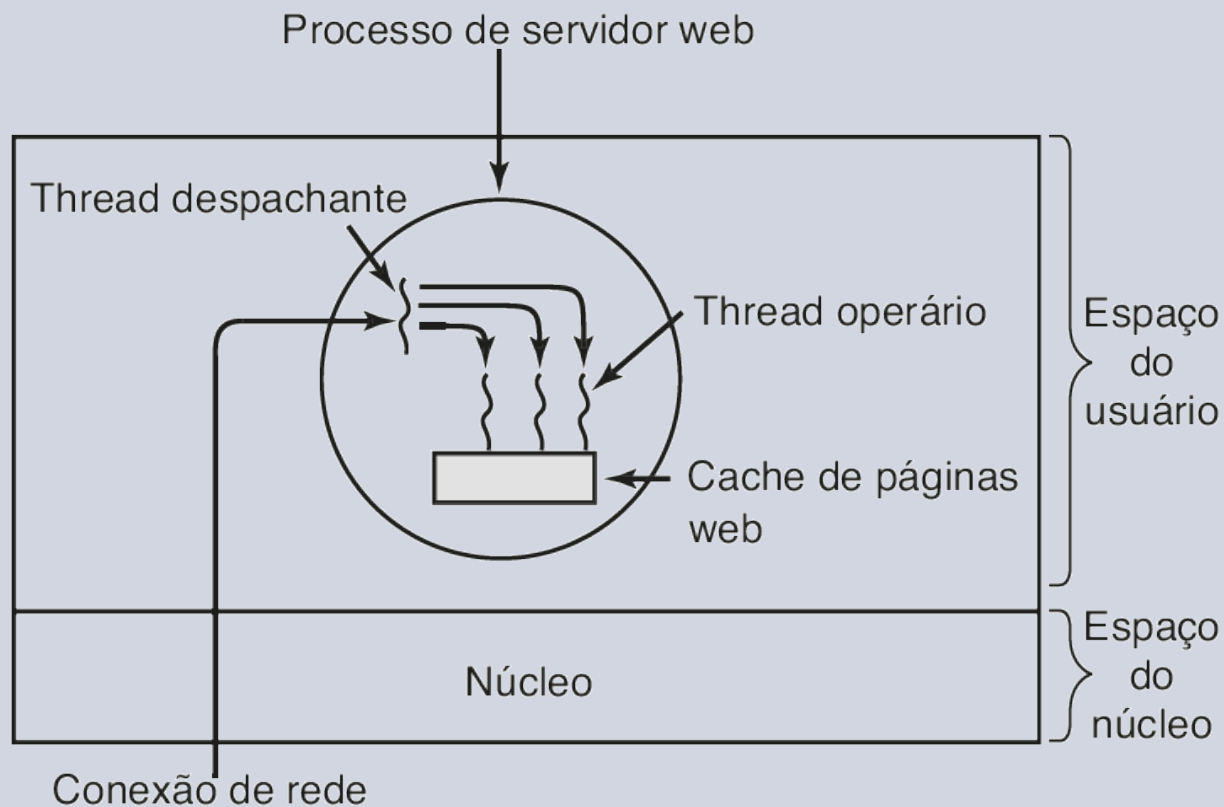 Processo de servidor web
Thread despachante
Thread operário
Espaço
do
usuário
Cache de páginas
web
Núcleo
Espaço
do
núcleo
Conexão de rede